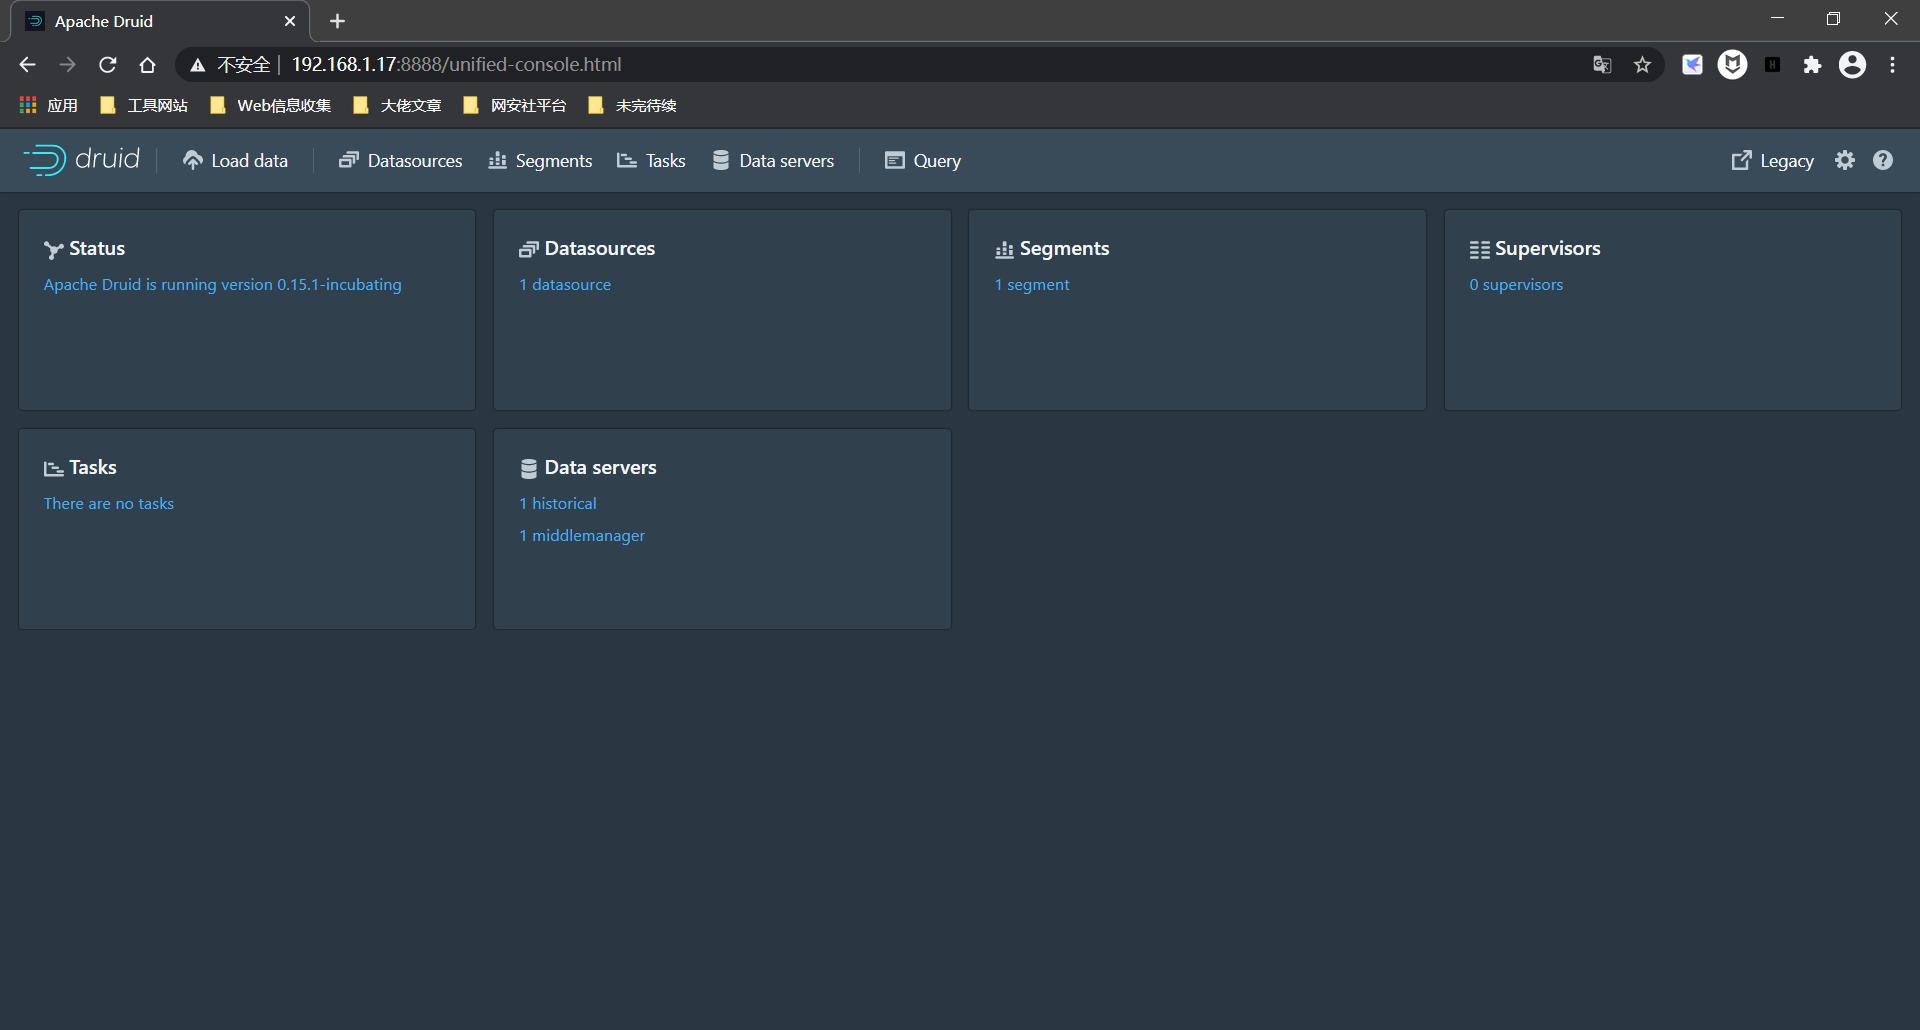 Apache Druid
不安全 | 192.168.1.17:8888/unified-console.html
应用 工具网站 Web信息收集 大佬文章 网安社平台 未完待续
druid Load data Datasources Segments Tasks Data servers Query Legacy
Status
Apache Druid is running version 0.15.1-incubating
Datasources
1 datasource
Segments
1 segment
Supervisors
0 supervisors
Tasks
There are no tasks
Data servers
1 historical
1 middlemanager